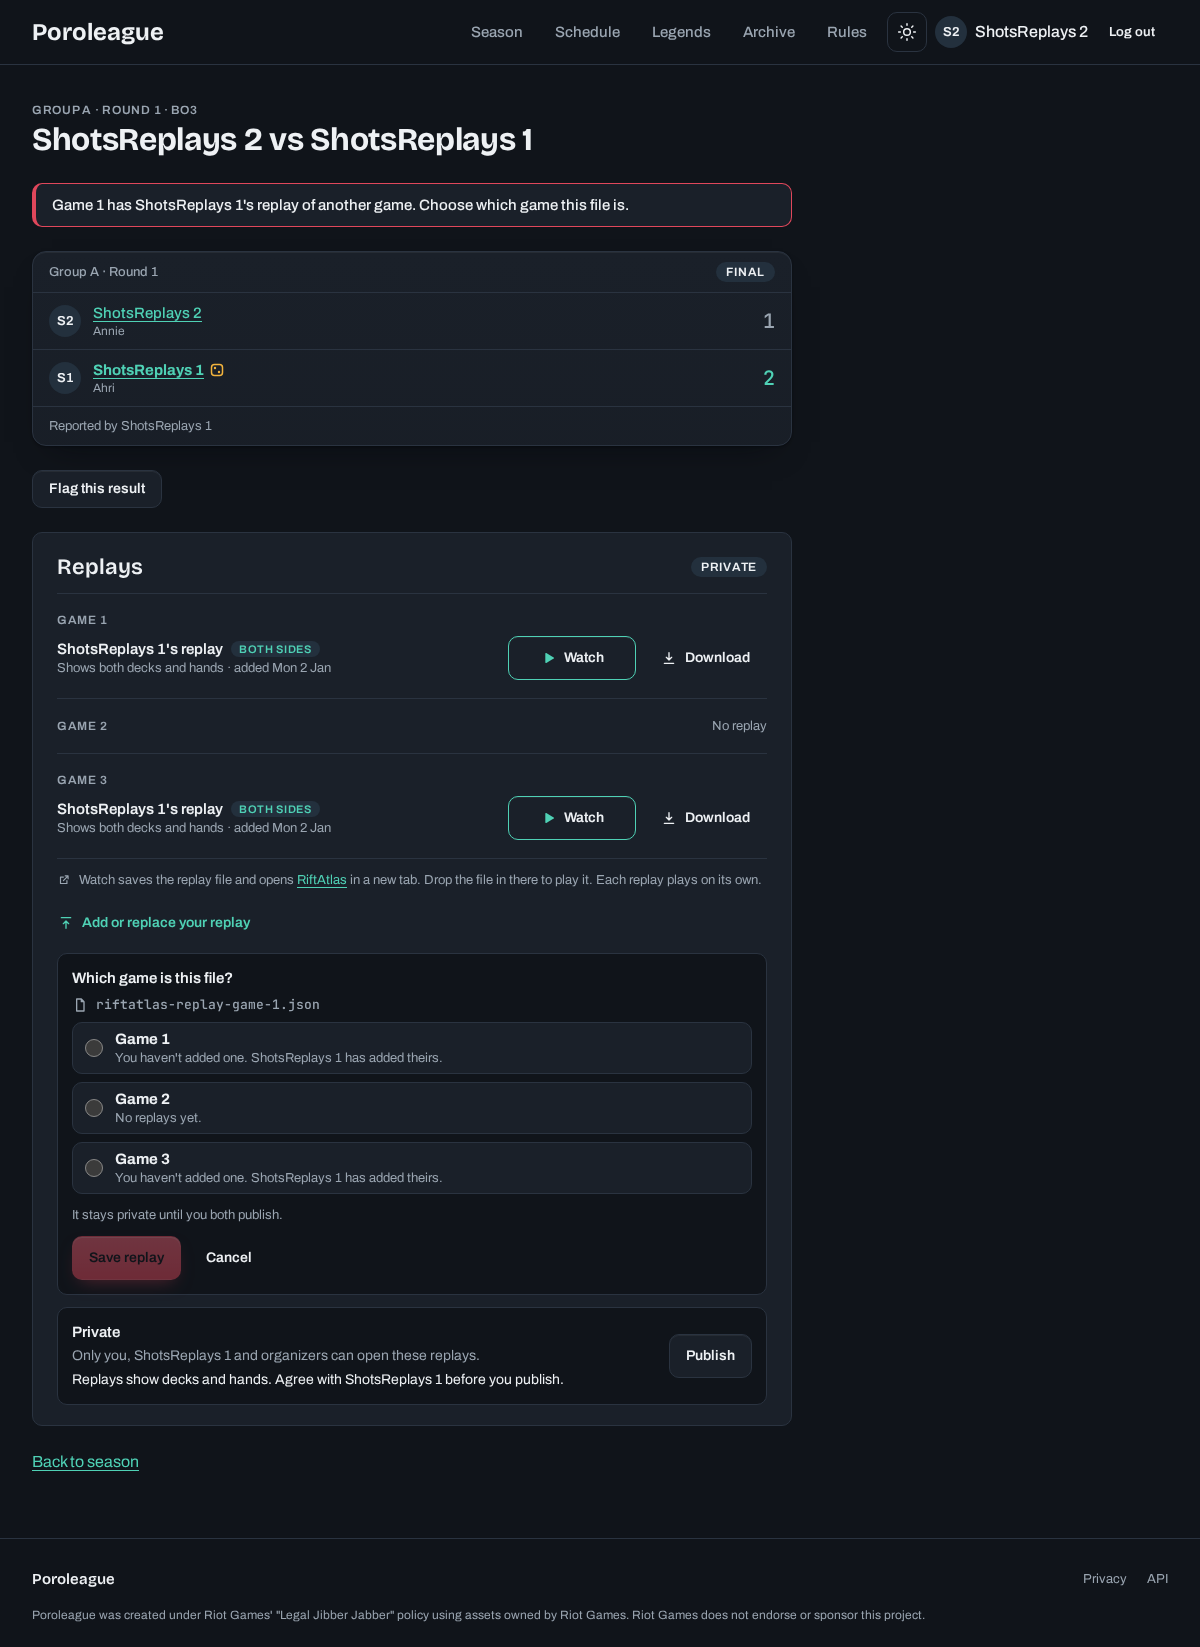 Poroleague
Season
Schedule
Legends
Archive
Rules
S2
ShotsReplays 2
Log out
GROUP A · ROUND 1 · BO3
ShotsReplays 2 vs ShotsReplays 1
Game 1 has ShotsReplays 1's replay of another game. Choose which game this file is.
Group A · Round 1
FINAL
S2
ShotsReplays 2
Annie
1
S1
ShotsReplays 1
Ahri
2
Reported by ShotsReplays 1
Flag this result
Replays
PRIVATE
GAME 1
ShotsReplays 1's replay
BOTH SIDES
Shows both decks and hands · added Mon 2 Jan
Watch
Download
GAME 2
No replay
GAME 3
ShotsReplays 1's replay
BOTH SIDES
Shows both decks and hands · added Mon 2 Jan
Watch
Download
Watch saves the replay file and opens RiftAtlas in a new tab. Drop the file in there to play it. Each replay plays on its own.
Add or replace your replay
Which game is this file?
riftatlas-replay-game-1.json
Game 1
You haven't added one. ShotsReplays 1 has added theirs.
Game 2
No replays yet.
Game 3
You haven't added one. ShotsReplays 1 has added theirs.
It stays private until you both publish.
Save replay
Cancel
Private
Only you, ShotsReplays 1 and organizers can open these replays.
Replays show decks and hands. Agree with ShotsReplays 1 before you publish.
Publish
Back to season
Poroleague
Privacy
API
Poroleague was created under Riot Games' "Legal Jibber Jabber" policy using assets owned by Riot Games. Riot Games does not endorse or sponsor this project.